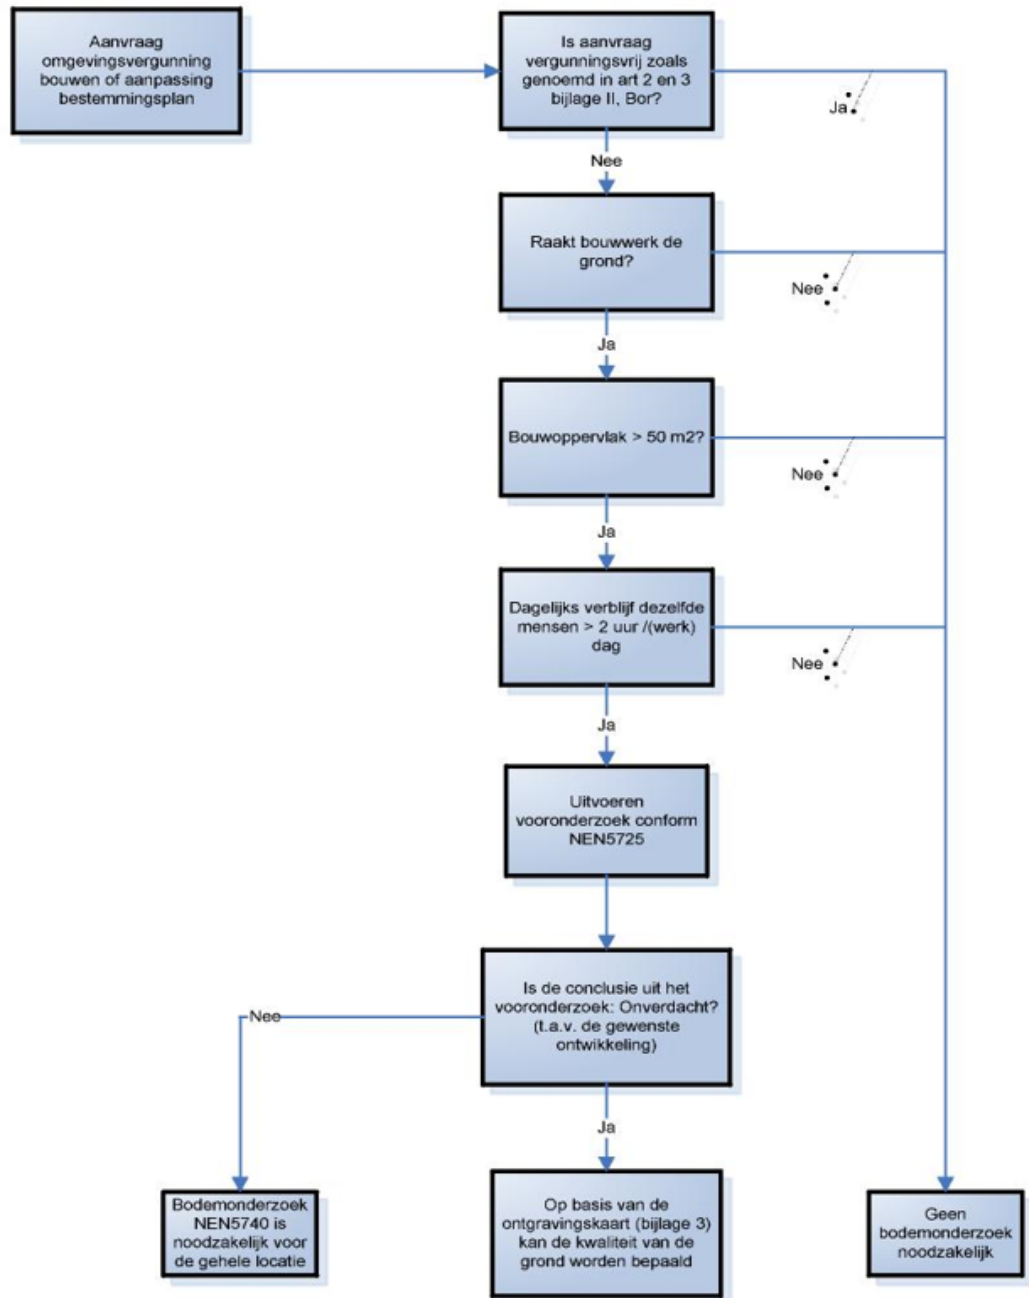 Aanvraag
omgevingsvergunning
bouwen of aanpassing
bestemmingsplan
Is aanvraag
vergunningsvrij zoals
genoemd in art 2 en 3
bijlage II, Bor?
Ja
Nee
Raakt bouwwerk de
grond?
Nee
Ja
Bouwoppervlak > 50 m2?
Nee
Ja
Dagelijks verblijf dezelfde
mensen > 2 uur /(werk)
dag
Nee
Ja
Uitvoeren
vooronderzoek conform
NEN5725
Is de conclusie uit het
vooronderzoek: Onverdacht?
(t.a.v. de gewenste
ontwikkeling)
Nee
Ja
Bodemonderzoek
NEN5740 is
noodzakelijk voor
de gehele locatie
Op basis van de
ontgravingskaart (bijlage 3)
kan de kwaliteit van de
grond worden bepaald
Geen
bodemonderzoek
noodzakelijk